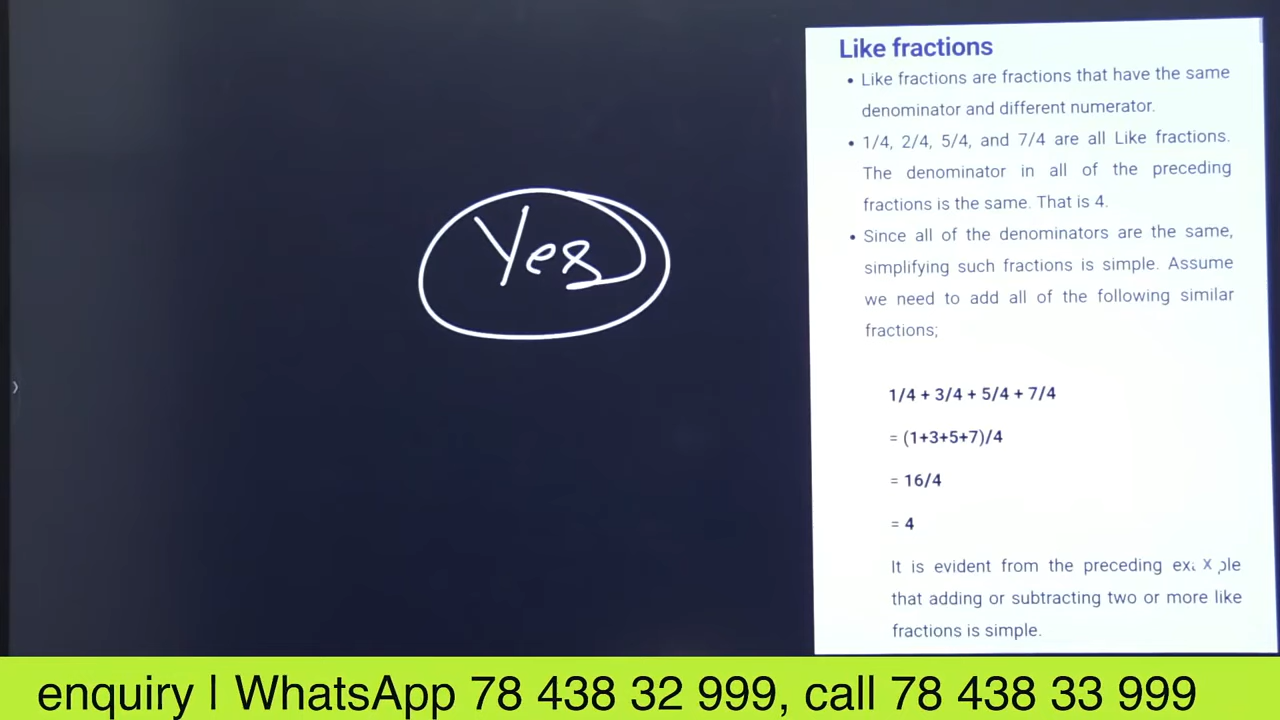 Yes
Like fractions
• Like fractions are fractions that have the same
denominator and different numerator.
• 1/4, 2/4, 5/4, and 7/4 are all Like fractions.
The denominator in all of the preceding
fractions is the same. That is 4.
• Since all of the denominators are the same,
simplifying such fractions is simple. Assume
we need to add all of the following similar
fractions;
1/4 + 3/4 + 5/4 + 7/4
= (1+3+5+7)/4
= 16/4
= 4
It is evident from the preceding
that adding or subtracting two or more like
fractions is simple.
enquiry | WhatsApp 78 438 32 999, call 78 438 33 999